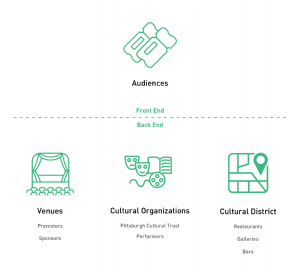 Audiences
Front End
Back End
Venues
Promoters
Sponsors
Cultural Organizations
Pittsburgh Cultural Trust
Performers
Cultural District
Restaurants
Galleries
Bars